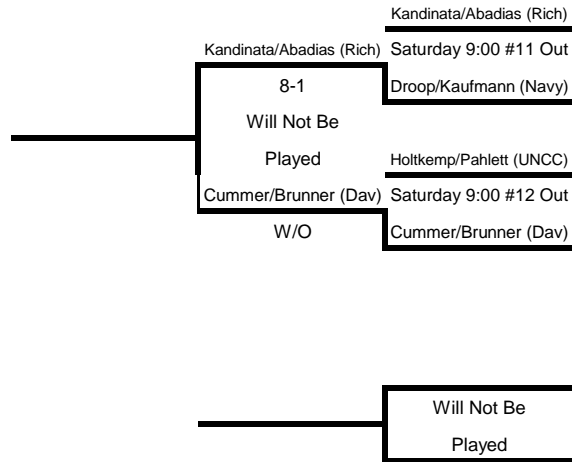 Kandinata/Abadias (Rich)
Kandinata/Abadias (Rich) Saturday 9:00 #11 Out
8-1 Droop/Kaufmann (Navy)
Will Not Be
Played Holtkemp/Pahlett (UNCC)
Cummer/Brunner (Dav) Saturday 9:00 #12 Out
W/O Cummer/Brunner (Dav)
Will Not Be
Played